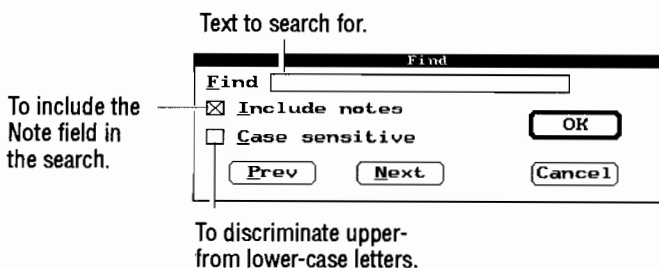 Text to search for.
Find
Find
To include the
Note field in
the search.
Include notes
Case sensitive
OK
Prev
Next
Cancel
To discriminate upper-
from lower-case letters.